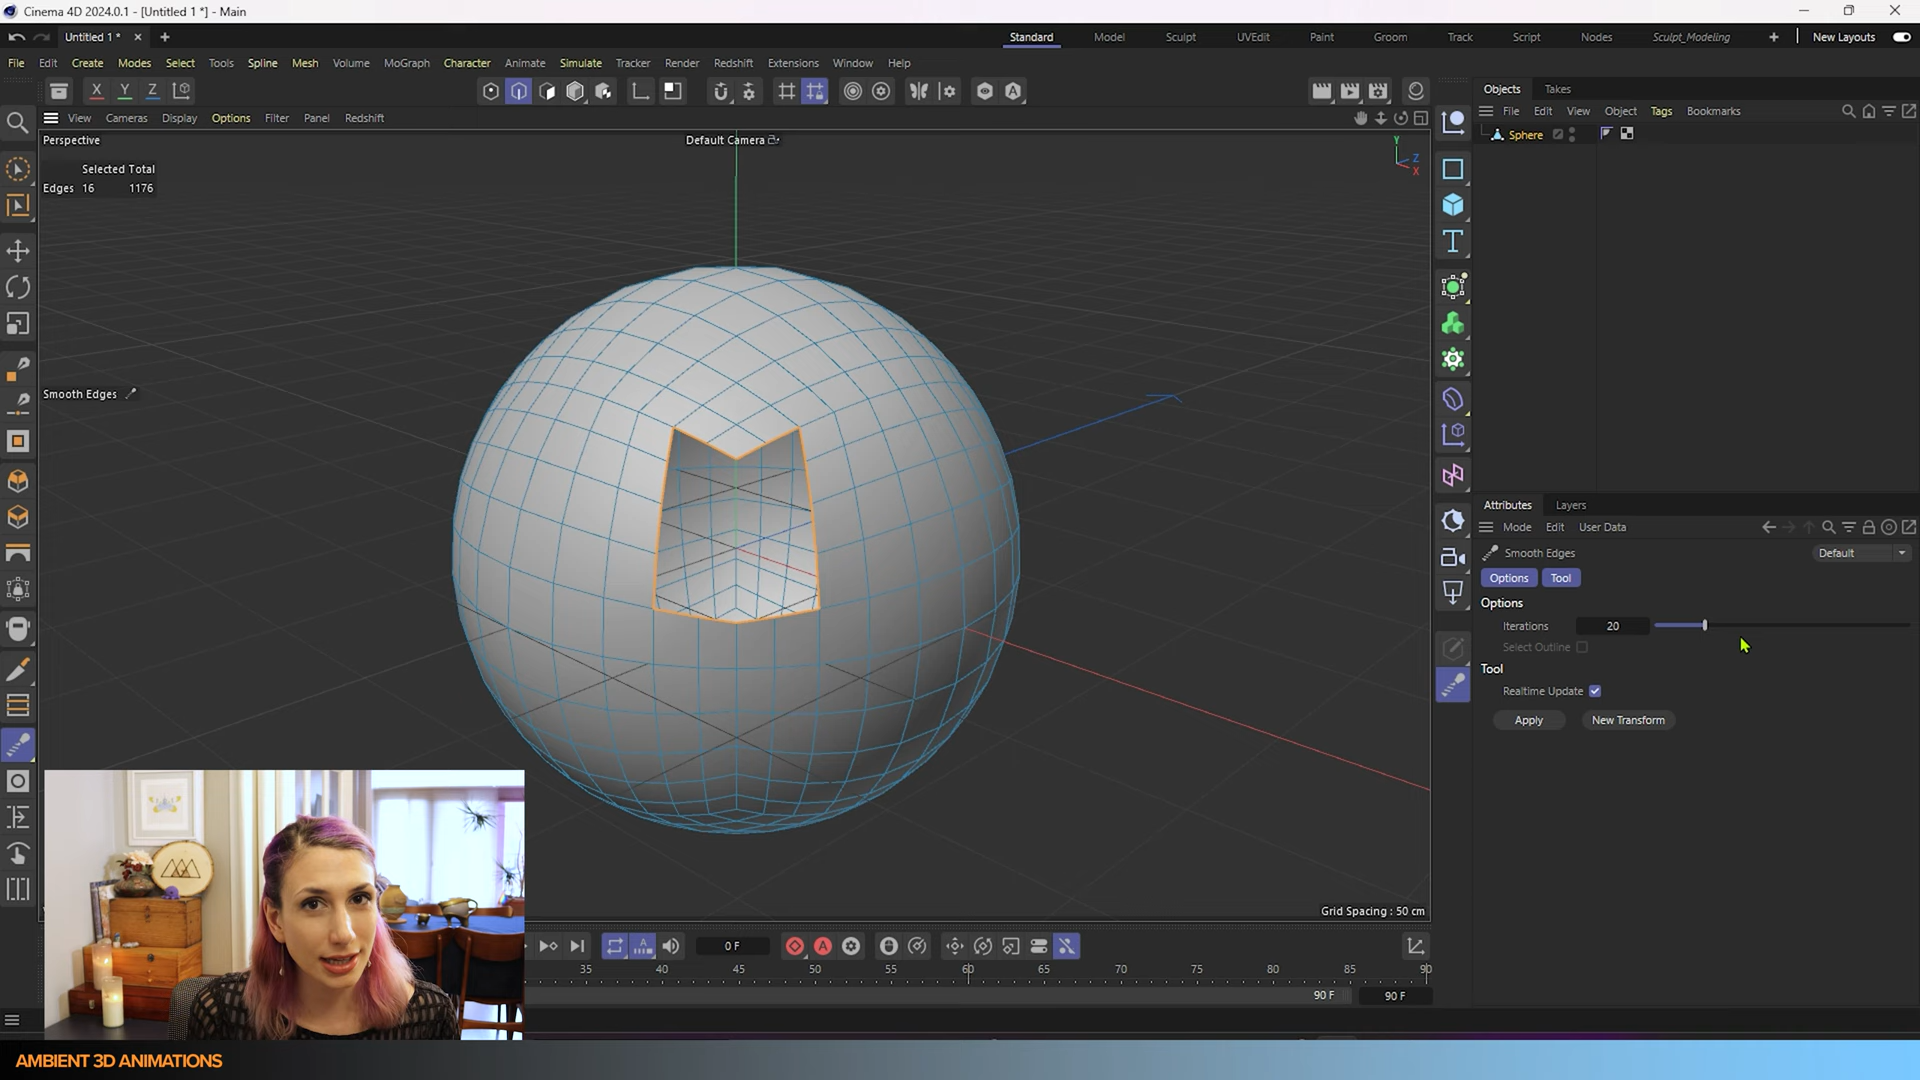 Cinema 4D 2024.0.1 - [Untitled 1 *] - Main
Untitled 1 *
Standard Model Sculpt UVEdit Paint Groom Track Script Nodes Sculpt_Modeling New Layouts
File Edit Create Modes Select Tools Spline Mesh Volume MoGraph Character Animate Simulate Tracker Render Redshift Extensions Window Help
X Y Z
Objects Takes
View Cameras Display Options Filter Panel Redshift
File Edit View Object Tags Bookmarks
Perspective
Default Camera
Sphere
Y
Z
X
Selected Total
Edges 16 1176
Smooth Edges
Attributes Layers
Mode Edit User Data
Smooth Edges
Default
Options Tool
Options
Iterations 20
Select Outline
Tool
Realtime Update
Apply New Transform
Grid Spacing : 50 cm
0 F
35 40 45 50 55 60 65 70 75 80 85 90
90 F 90 F
AMBIENT 3D ANIMATIONS